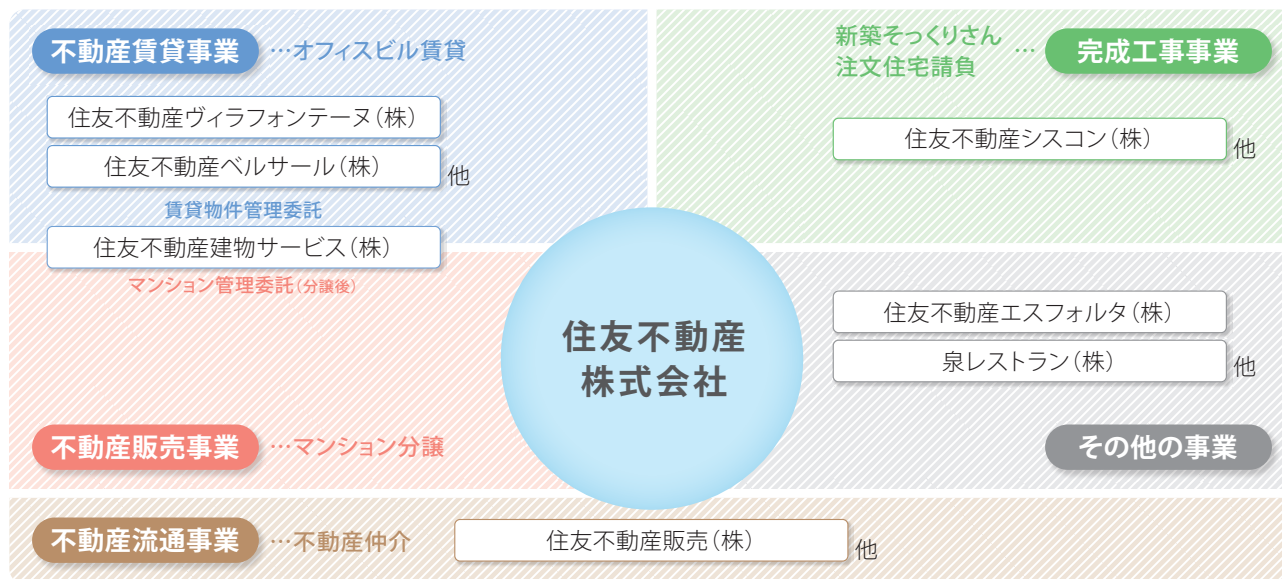 不動産賃貸事業 …オフィスビル賃貸
住友不動産ヴィラフォンテーヌ(株)
住友不動産ベルサール(株) 他
賃貸物件管理委託
住友不動産建物サービス(株)
マンション管理委託(分譲後)
不動産販売事業 …マンション分譲
新築そっくりさん
注文住宅請負 … 完成工事事業
住友不動産シスコン(株) 他
住友不動産
株式会社
住友不動産エスフォルタ(株)
泉レストラン(株) 他
その他の事業
不動産流通事業 …不動産仲介 住友不動産販売(株) 他